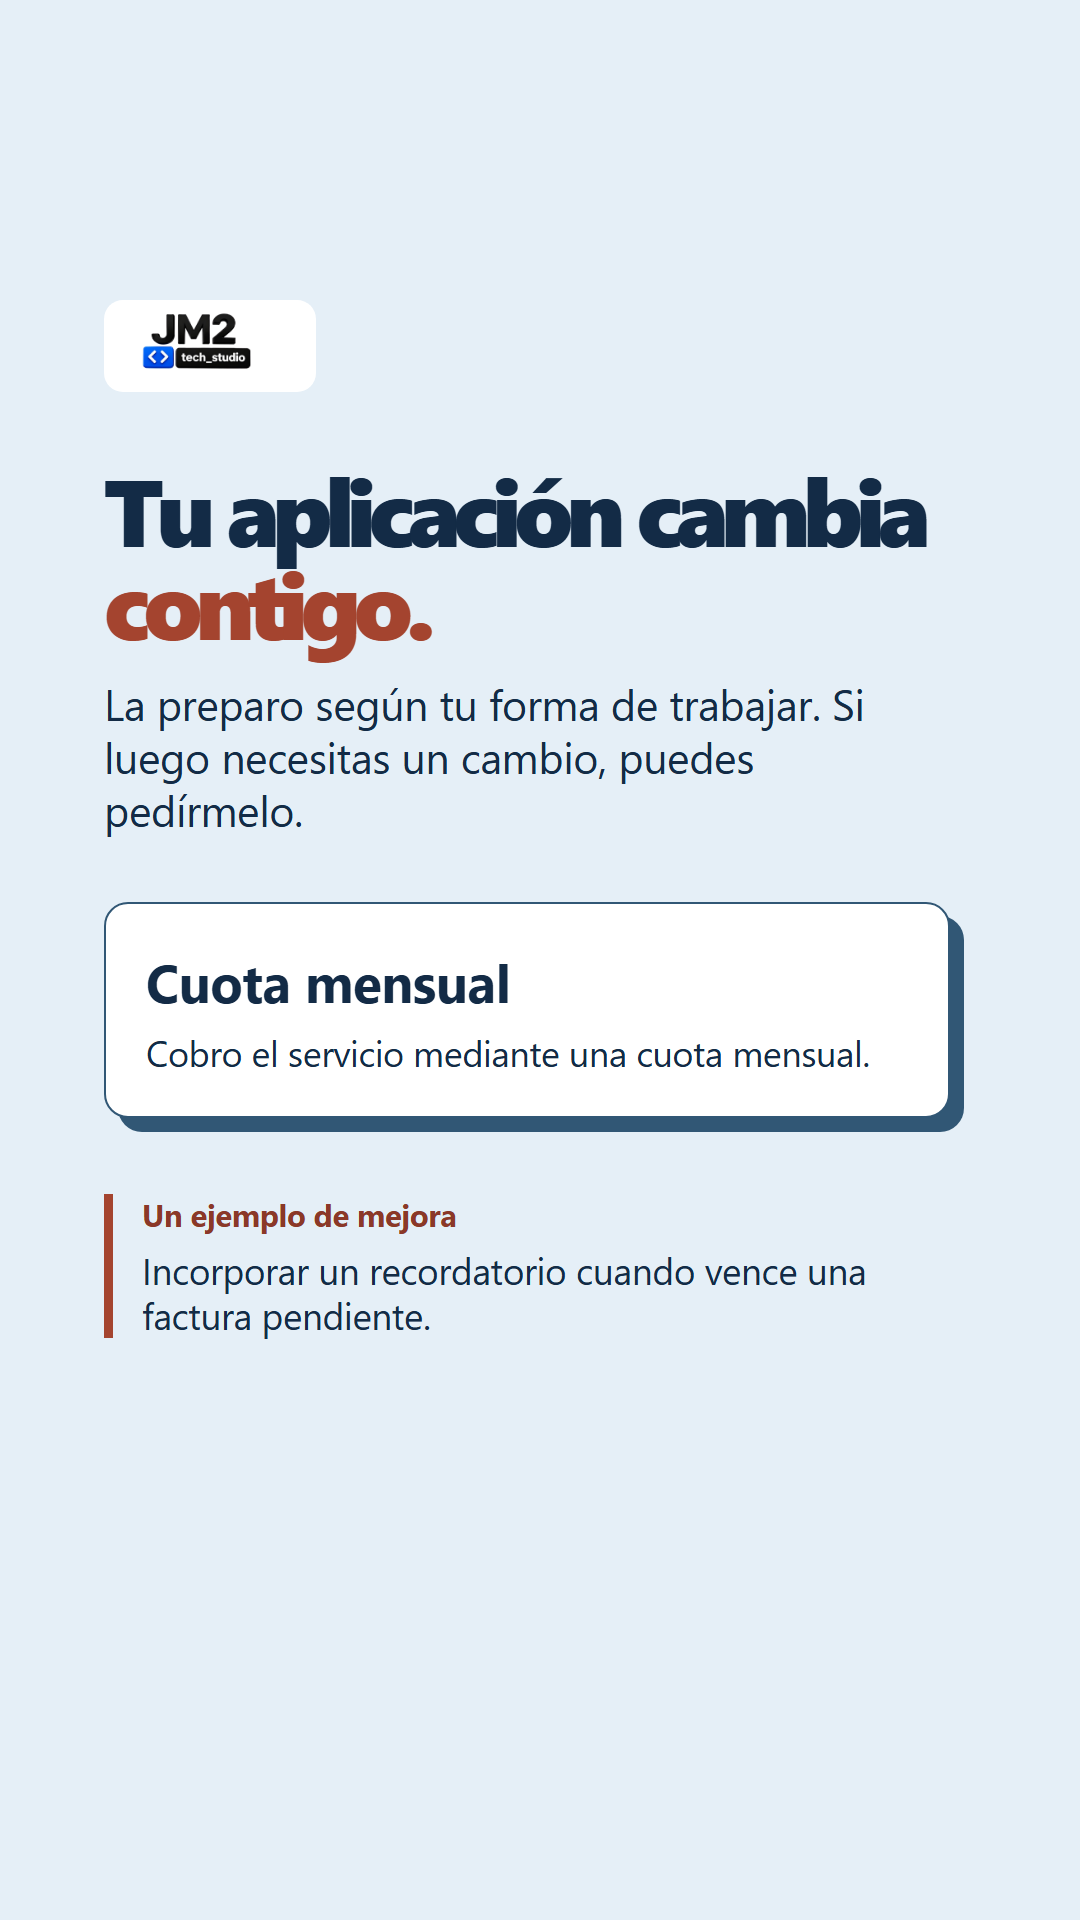 JM2
<> tech_studio
Tu aplicación cambia
contigo.
La preparo según tu forma de trabajar. Si
luego necesitas un cambio, puedes
pedírmelo.
Cuota mensual
Cobro el servicio mediante una cuota mensual.
Un ejemplo de mejora
Incorporar un recordatorio cuando vence una
factura pendiente.